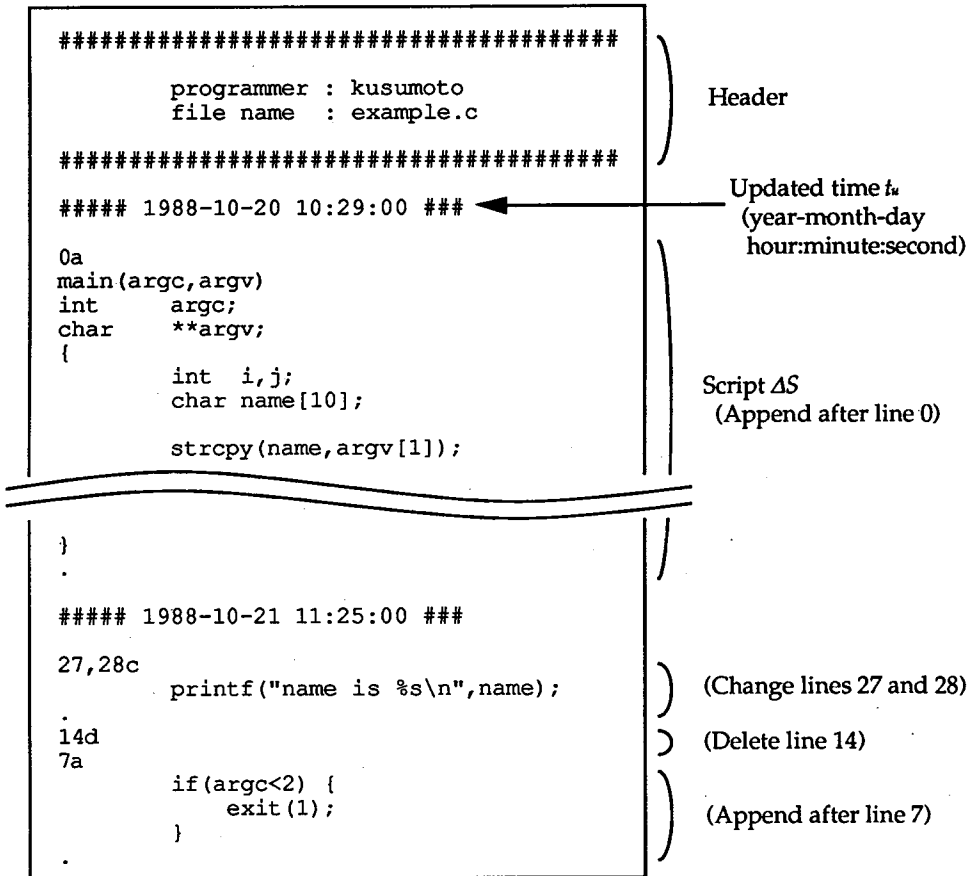 ########################################
programmer : kusumoto
file name : example.c
########################################
Header
##### 1988-10-20 10:29:00 ###
Updated time tu
(year-month-day
hour:minute:second)
0a
main(argc,argv)
int argc;
char **argv;
{
int i,j;
char name[10];
strcpy(name,argv[1]);
Script ΔS
(Append after line 0)
}
.
##### 1988-10-21 11:25:00 ###
27,28c
printf("name is %s\n",name);
.
(Change lines 27 and 28)
14d
(Delete line 14)
7a
if(argc<2) {
exit(1);
}
.
(Append after line 7)